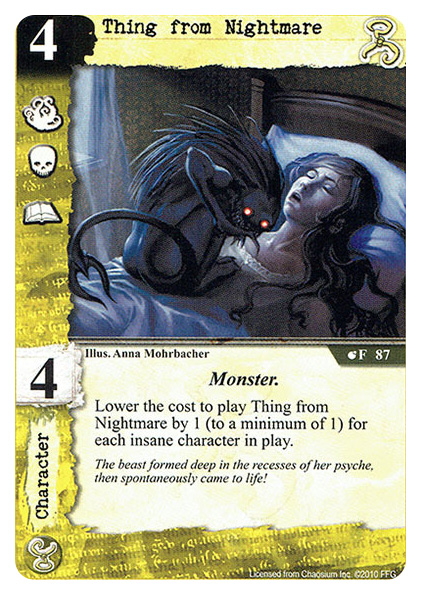 4
Thing from Nightmare
Illus. Anna Mohrbacher
F 87
4
Monster.
Lower the cost to play Thing from
Nightmare by 1 (to a minimum of 1) for
each insane character in play.
The beast formed deep in the recesses of her psyche,
then spontaneously came to life!
Character
Licensed from Chaosium Inc. ©2010 FFG